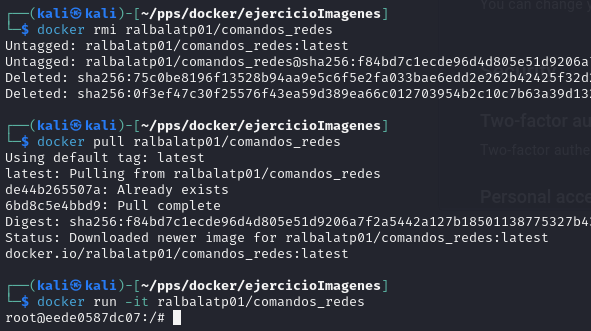 You can change y
┌──(kali㉿kali)-[~/pps/docker/ejercicioImagenes]
└─$ docker rmi ralbalatp01/comandos_redes
Untagged: ralbalatp01/comandos_redes:latest
Untagged: ralbalatp01/comandos_redes@sha256:f84bd7c1ecde96d4d805e51d9206a7
Deleted: sha256:75c0be8196f13528b94aa9e5c6f5e2fa033bae6edd2e262b42425f32d
Deleted: sha256:0f3ef47c30f25576f43ea59d389ea66c012703954b2c10c7b63a39d13
Two-factor au
┌──(kali㉿kali)-[~/pps/docker/ejercicioImagenes]
└─$ docker pull ralbalatp01/comandos_redes
Two-factor authe
Using default tag: latest
latest: Pulling from ralbalatp01/comandos_redes
de44b265507a: Already exists
Personal acce
6bd8c5e4bbd9: Pull complete
Digest: sha256:f84bd7c1ecde96d4d805e51d9206a7f2a5442a127b18501138775327b4
Status: Downloaded newer image for ralbalatp01/comandos_redes:latest
docker.io/ralbalatp01/comandos_redes:latest
┌──(kali㉿kali)-[~/pps/docker/ejercicioImagenes]
└─$ docker run -it ralbalatp01/comandos_redes
root@eede0587dc07:/#